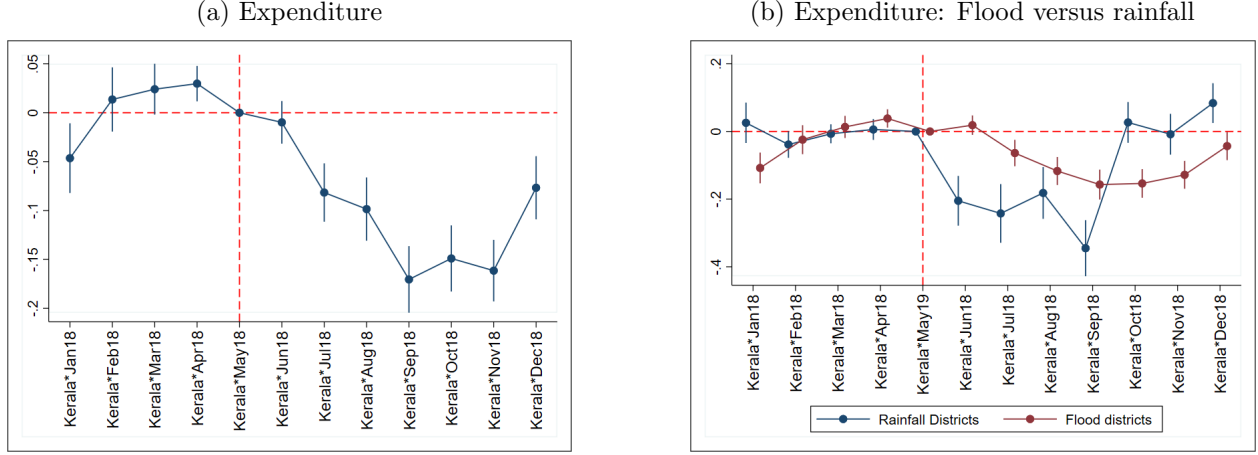 (a) Expenditure
.05
0
-.05
-.1
-.15
-.2
Kerala*Jan18
Kerala*Feb18
Kerala*Mar18
Kerala*Apr18
Kerala*May18
Kerala*Jun18
Kerala*Jul18
Kerala*Aug18
Kerala*Sep18
Kerala*Oct18
Kerala*Nov18
Kerala*Dec18
(b) Expenditure: Flood versus rainfall
.2
0
-.2
-.4
Kerala*Jan18
Kerala*Feb18
Kerala*Mar18
Kerala*Apr18
Kerala*May19
Kerala* Jun18
Kerala*Jul18
Kerala*Aug18
Kerala*Sep18
Kerala*Oct18
Kerala*Nov18
Kerala*Dec18
Rainfall Districts
Flood districts